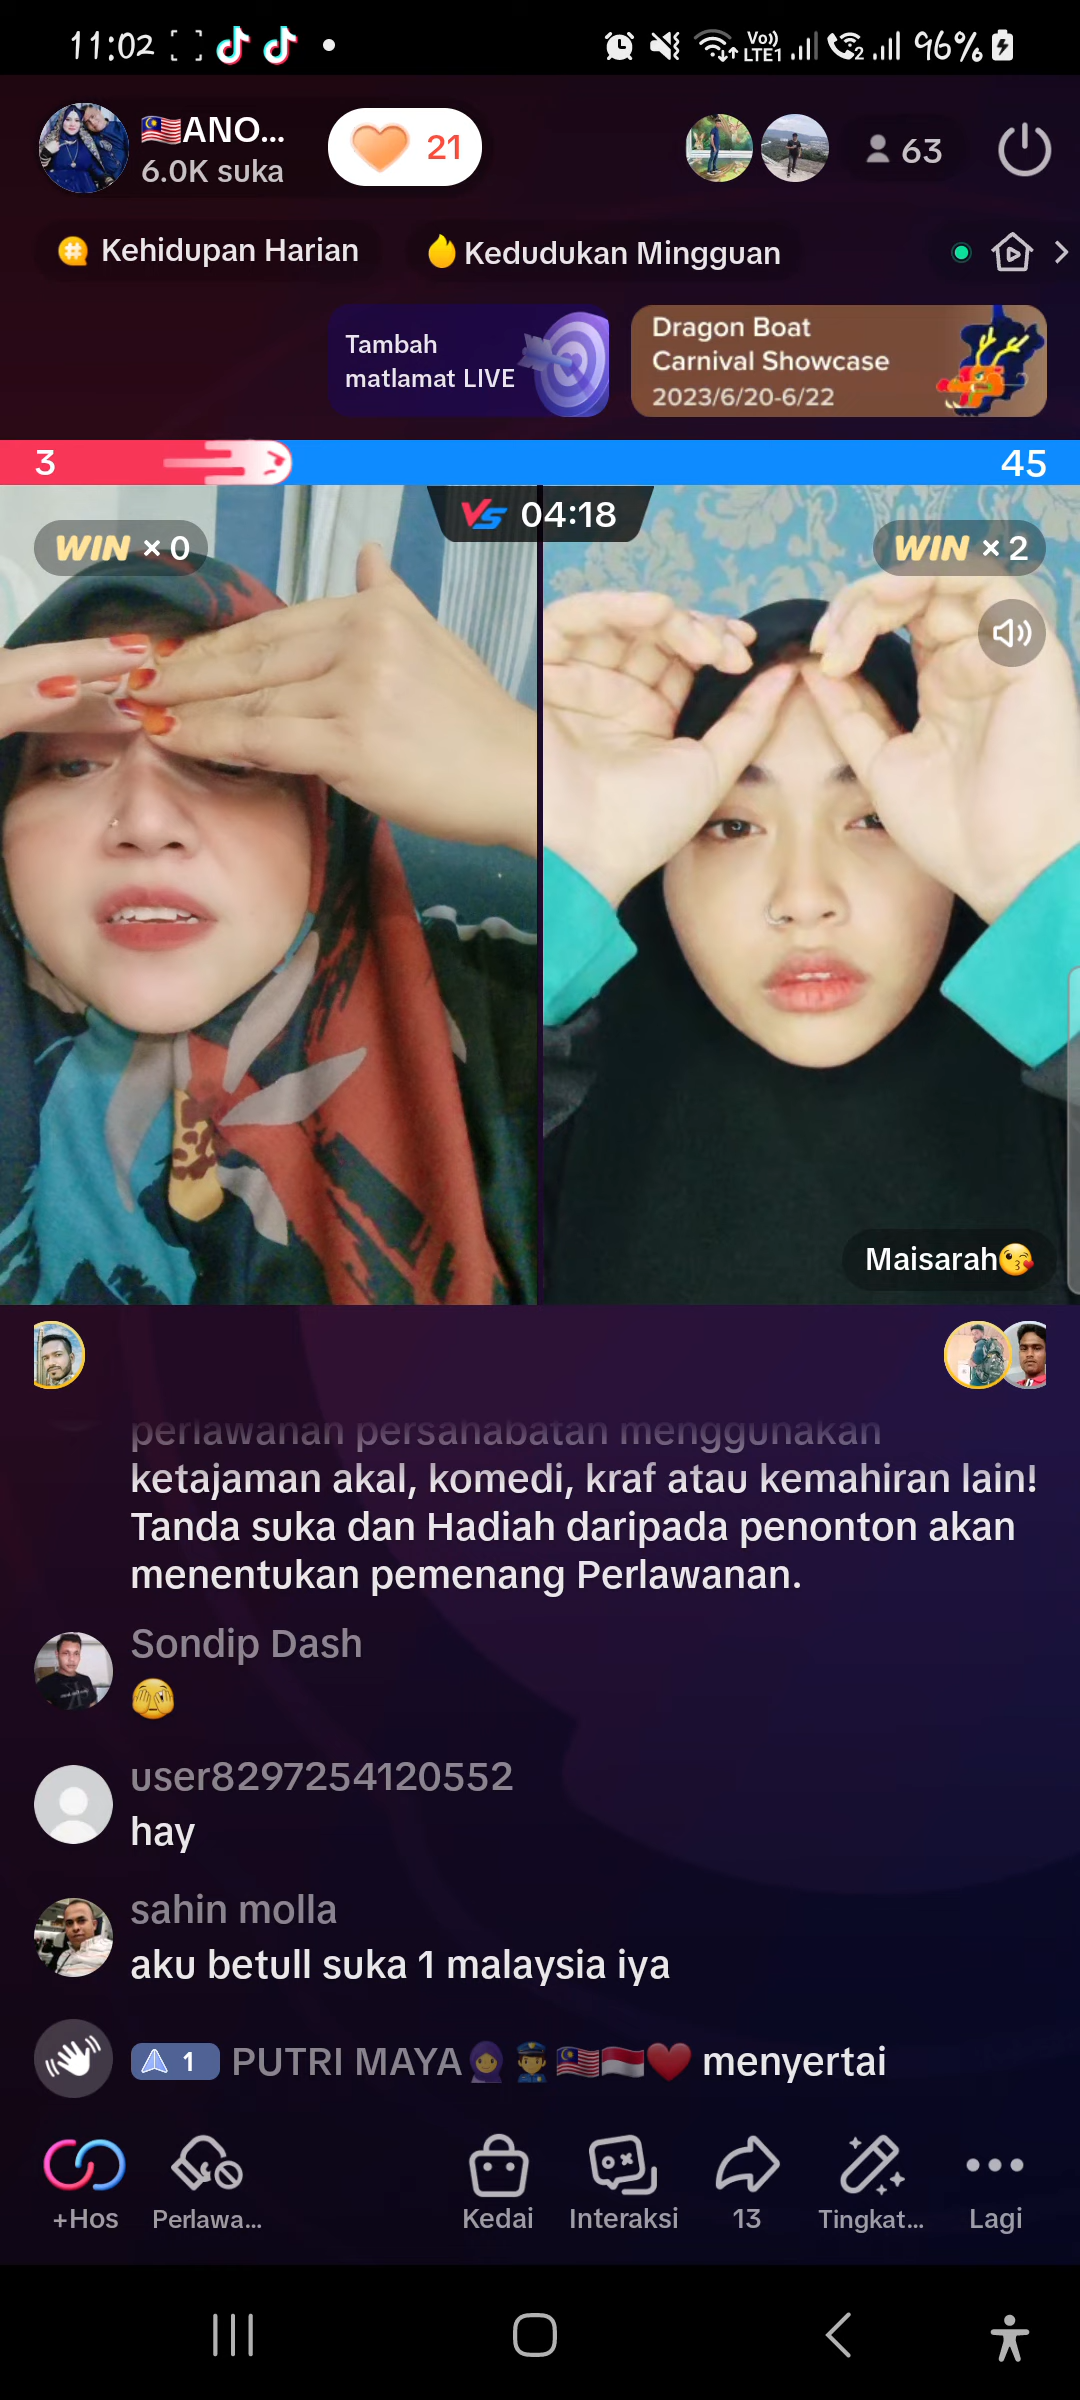 11:02
Vo))
LTE1
2
96%
🇲🇾ANO...
6.0K suka
21
63
Kehidupan Harian
Kedudukan Mingguan
Tambah
matlamat LIVE
Dragon Boat
Carnival Showcase
2023/6/20-6/22
3
45
VS 04:18
WIN × 0
WIN × 2
Maisarah😘
perlawanan persahabatan menggunakan
ketajaman akal, komedi, kraf atau kemahiran lain!
Tanda suka dan Hadiah daripada penonton akan
menentukan pemenang Perlawanan.
Sondip Dash
🫣
user8297254120552
hay
sahin molla
aku betull suka 1 malaysia iya
1 PUTRI MAYA🧕👮🇲🇾🇮🇩❤️ menyertai
+Hos
Perlawa...
Kedai
Interaksi
13
Tingkat...
Lagi